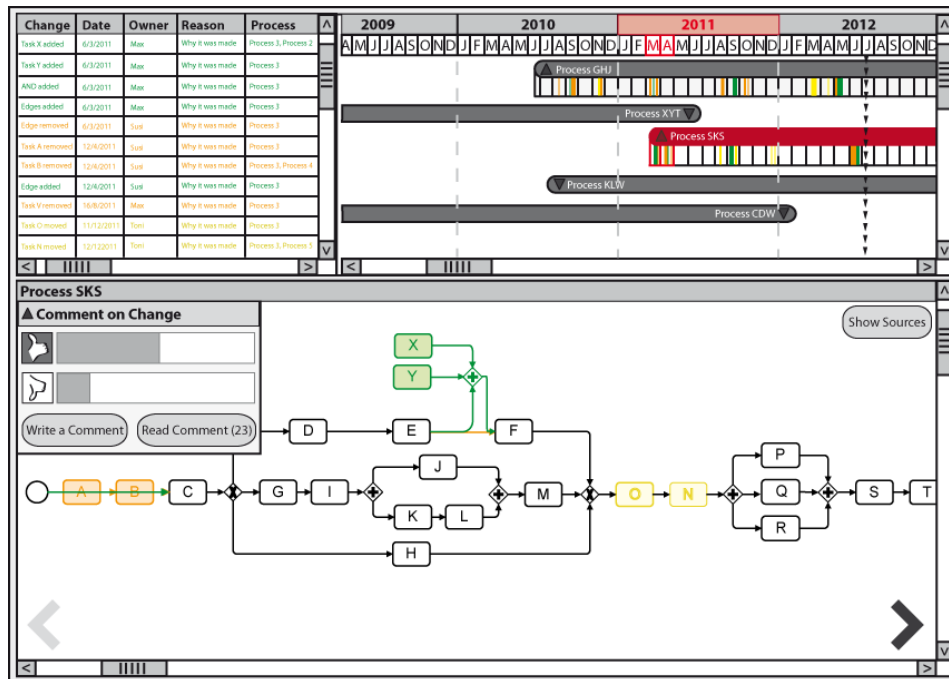 Change Date Owner Reason Process
Task X added 6/3/2011 Max Why it was made Process 3, Process 2
Task Y added 6/3/2011 Max Why it was made Process 3
AND added 6/3/2011 Max Why it was made Process 3
Edges added 6/3/2011 Max Why it was made Process 3
Edge removed 6/3/2011 Susi Why it was made Process 3
Task A removed 12/4/2011 Susi Why it was made Process 3
Task B removed 12/4/2011 Susi Why it was made Process 3, Process 4
Edge added 12/4/2011 Susi Why it was made Process 3
Task V removed 16/8/2011 Max Why it was made Process 3
Task O moved 11/12/2011 Toni Why it was made Process 3
Task N moved 12/122011 Toni Why it was made Process 3, Process 5
2009 2010 2011 2012
A M J J A S O N D J F M A M J J A S O N D J F M A M J J A S O N D J F M A M J J A S O N D
Process GHJ
Process XYT
Process SKS
Process KLW
Process CDW
Process SKS
Comment on Change
Show Sources
Write a Comment Read Comment (23)
X
Y
D E F
A B C G I J K L M O N P Q R S T
H